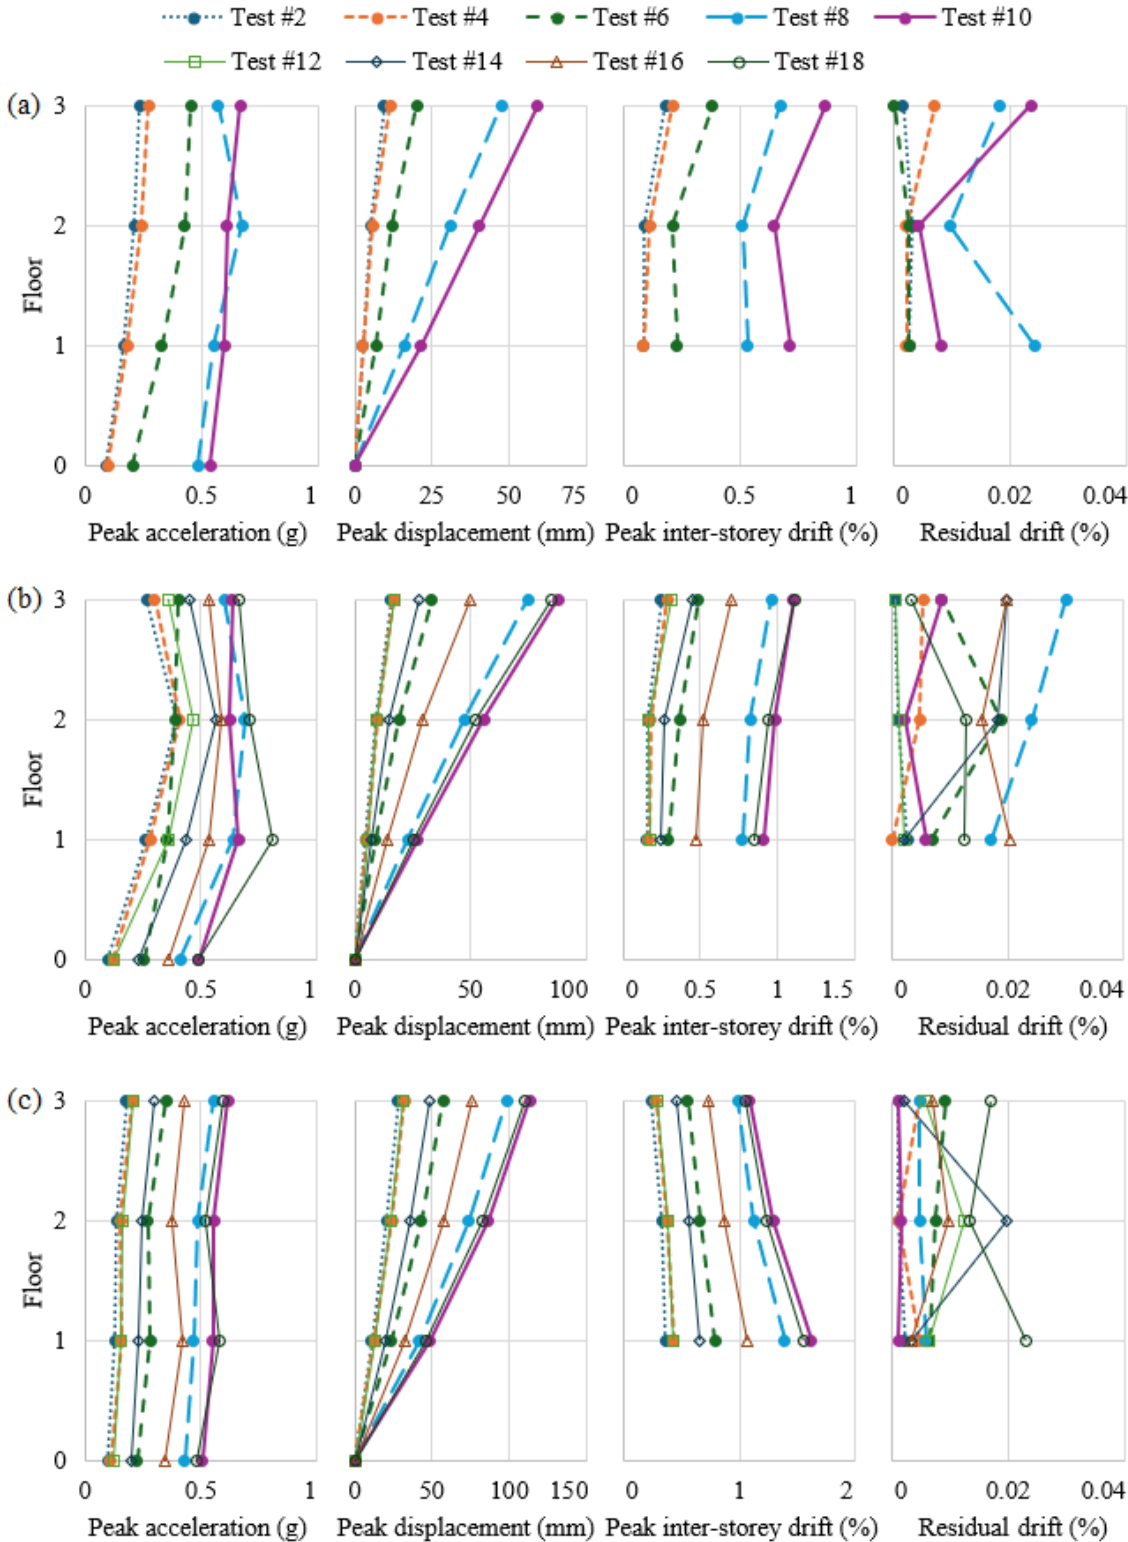 Test #2 Test #4 Test #6 Test #8 Test #10
Test #12 Test #14 Test #16 Test #18
(a) 3
2
1
0
Floor
0 0.5 1 0 25 50 75 0 0.5 1 0 0.02 0.04
Peak acceleration (g) Peak displacement (mm) Peak inter-storey drift (%) Residual drift (%)
(b) 3
2
1
0
Floor
0 0.5 1 0 50 100 0 0.5 1 1.5 0 0.02 0.04
Peak acceleration (g) Peak displacement (mm) Peak inter-storey drift (%) Residual drift (%)
(c) 3
2
1
0
Floor
0 0.5 1 0 50 100 150 0 1 2 0 0.02 0.04
Peak acceleration (g) Peak displacement (mm) Peak inter-storey drift (%) Residual drift (%)